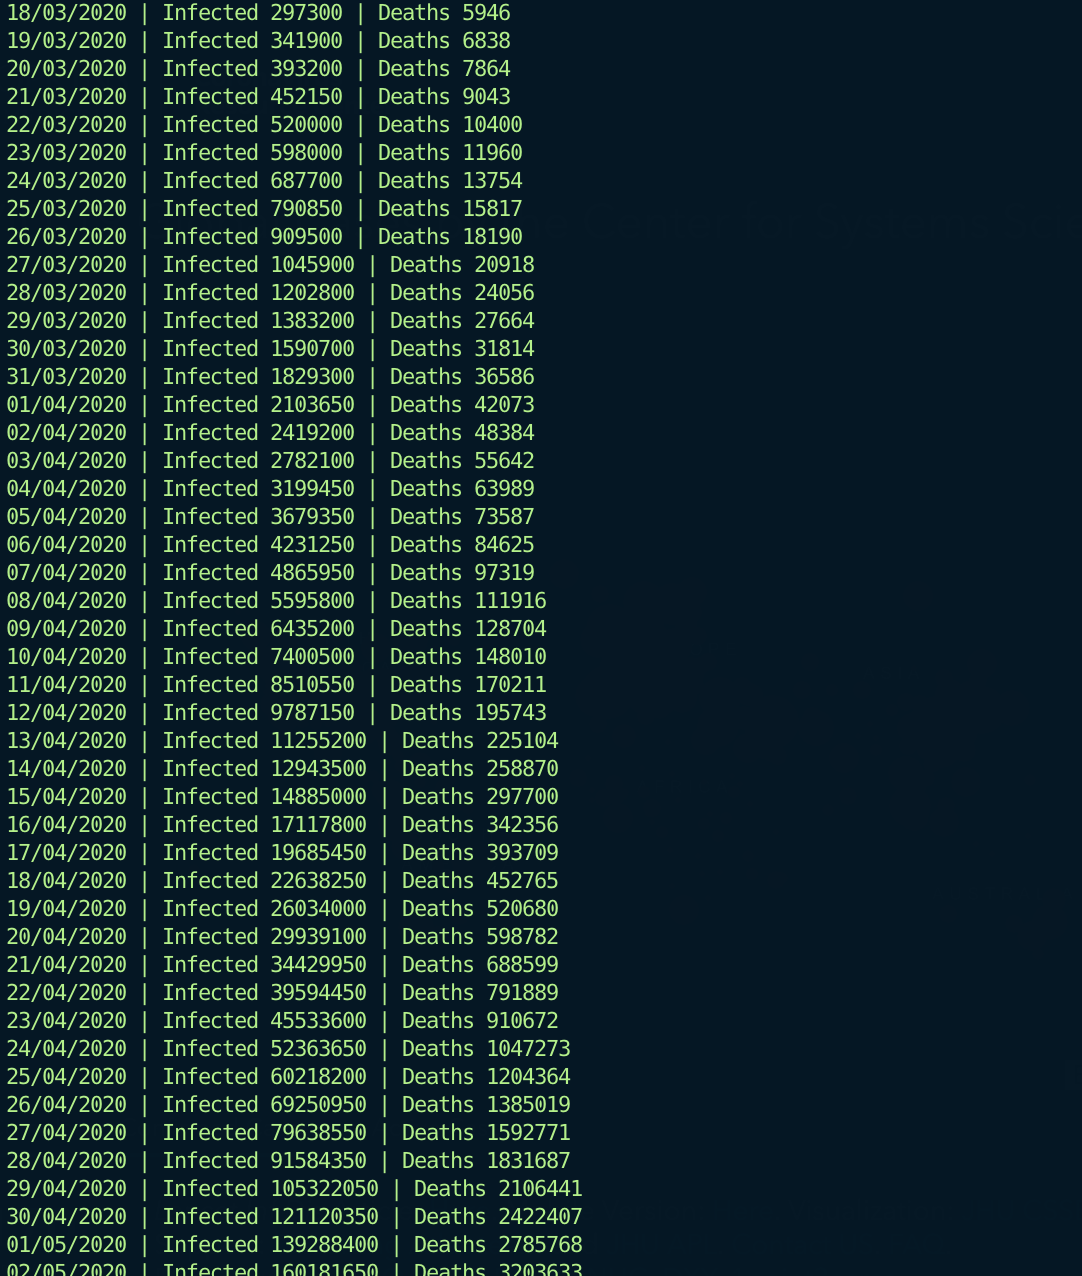 18/03/2020 | Infected 297300 | Deaths 5946
19/03/2020 | Infected 341900 | Deaths 6838
20/03/2020 | Infected 393200 | Deaths 7864
21/03/2020 | Infected 452150 | Deaths 9043
22/03/2020 | Infected 520000 | Deaths 10400
23/03/2020 | Infected 598000 | Deaths 11960
24/03/2020 | Infected 687700 | Deaths 13754
25/03/2020 | Infected 790850 | Deaths 15817
26/03/2020 | Infected 909500 | Deaths 18190
27/03/2020 | Infected 1045900 | Deaths 20918
28/03/2020 | Infected 1202800 | Deaths 24056
29/03/2020 | Infected 1383200 | Deaths 27664
30/03/2020 | Infected 1590700 | Deaths 31814
31/03/2020 | Infected 1829300 | Deaths 36586
01/04/2020 | Infected 2103650 | Deaths 42073
02/04/2020 | Infected 2419200 | Deaths 48384
03/04/2020 | Infected 2782100 | Deaths 55642
04/04/2020 | Infected 3199450 | Deaths 63989
05/04/2020 | Infected 3679350 | Deaths 73587
06/04/2020 | Infected 4231250 | Deaths 84625
07/04/2020 | Infected 4865950 | Deaths 97319
08/04/2020 | Infected 5595800 | Deaths 111916
09/04/2020 | Infected 6435200 | Deaths 128704
10/04/2020 | Infected 7400500 | Deaths 148010
11/04/2020 | Infected 8510550 | Deaths 170211
12/04/2020 | Infected 9787150 | Deaths 195743
13/04/2020 | Infected 11255200 | Deaths 225104
14/04/2020 | Infected 12943500 | Deaths 258870
15/04/2020 | Infected 14885000 | Deaths 297700
16/04/2020 | Infected 17117800 | Deaths 342356
17/04/2020 | Infected 19685450 | Deaths 393709
18/04/2020 | Infected 22638250 | Deaths 452765
19/04/2020 | Infected 26034000 | Deaths 520680
20/04/2020 | Infected 29939100 | Deaths 598782
21/04/2020 | Infected 34429950 | Deaths 688599
22/04/2020 | Infected 39594450 | Deaths 791889
23/04/2020 | Infected 45533600 | Deaths 910672
24/04/2020 | Infected 52363650 | Deaths 1047273
25/04/2020 | Infected 60218200 | Deaths 1204364
26/04/2020 | Infected 69250950 | Deaths 1385019
27/04/2020 | Infected 79638550 | Deaths 1592771
28/04/2020 | Infected 91584350 | Deaths 1831687
29/04/2020 | Infected 105322050 | Deaths 2106441
30/04/2020 | Infected 121120350 | Deaths 2422407
01/05/2020 | Infected 139288400 | Deaths 2785768
02/05/2020 | Infected 160181650 | Deaths 3203633